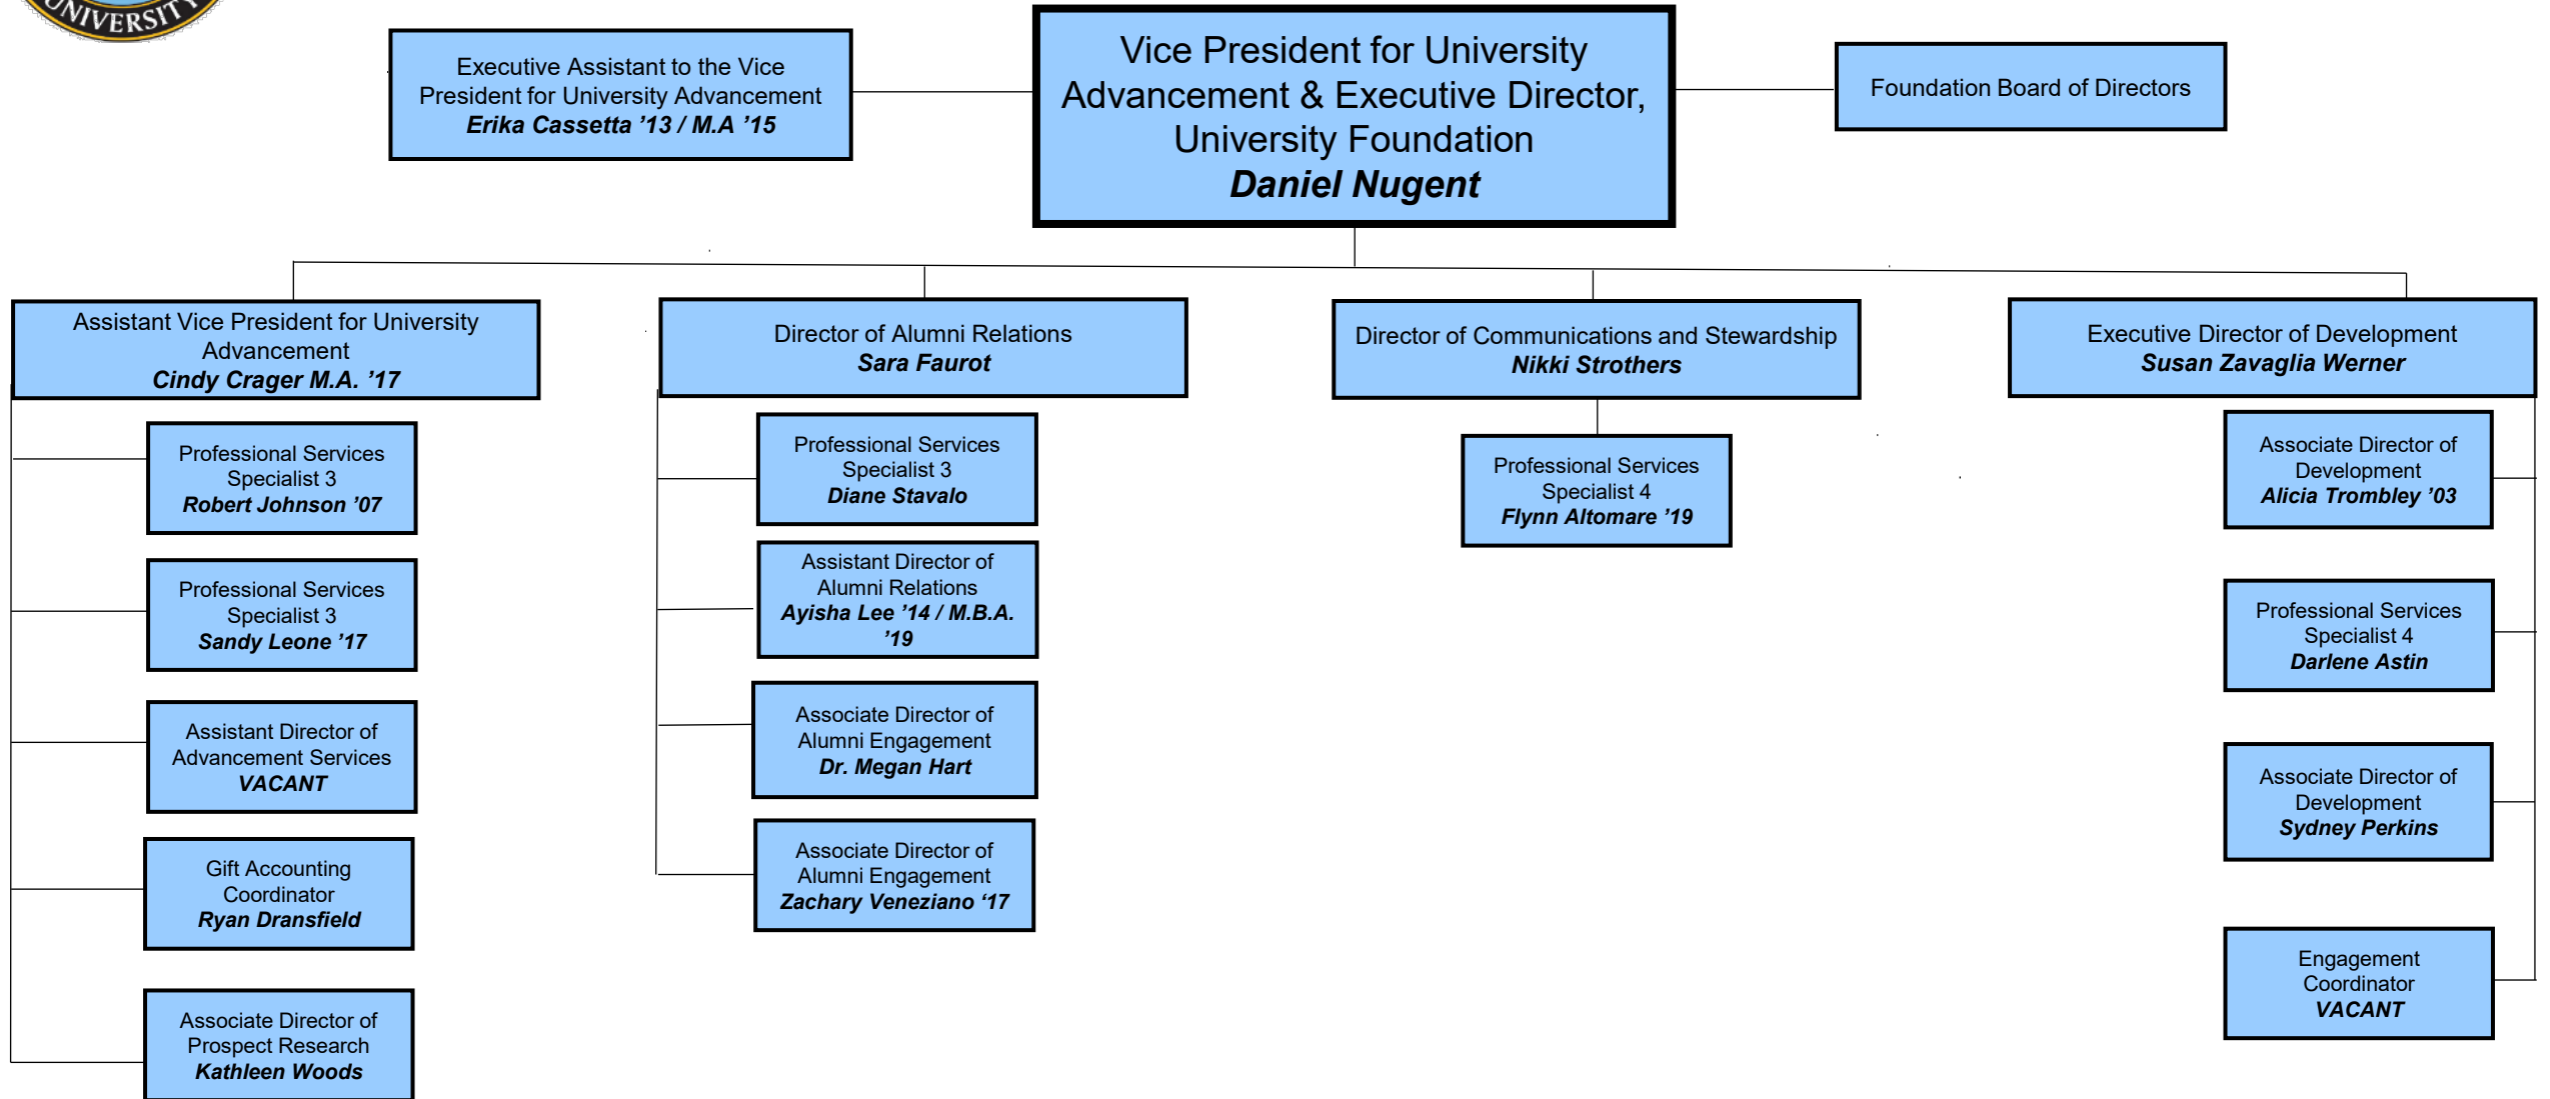 UNIVERSITY
Executive Assistant to the Vice
President for University Advancement
Erika Cassetta ’13 / M.A ’15
Vice President for University
Advancement & Executive Director,
University Foundation
Daniel Nugent
Foundation Board of Directors
Assistant Vice President for University
Advancement
Cindy Crager M.A. ’17
Director of Alumni Relations
Sara Faurot
Director of Communications and Stewardship
Nikki Strothers
Executive Director of Development
Susan Zavaglia Werner
Professional Services
Specialist 3
Robert Johnson ’07
Professional Services
Specialist 3
Sandy Leone ’17
Assistant Director of
Advancement Services
VACANT
Gift Accounting
Coordinator
Ryan Dransfield
Associate Director of
Prospect Research
Kathleen Woods
Professional Services
Specialist 3
Diane Stavalo
Assistant Director of
Alumni Relations
Ayisha Lee ’14 / M.B.A.
’19
Associate Director of
Alumni Engagement
Dr. Megan Hart
Associate Director of
Alumni Engagement
Zachary Veneziano ‘17
Professional Services
Specialist 4
Flynn Altomare ’19
Associate Director of
Development
Alicia Trombley ’03
Professional Services
Specialist 4
Darlene Astin
Associate Director of
Development
Sydney Perkins
Engagement
Coordinator
VACANT